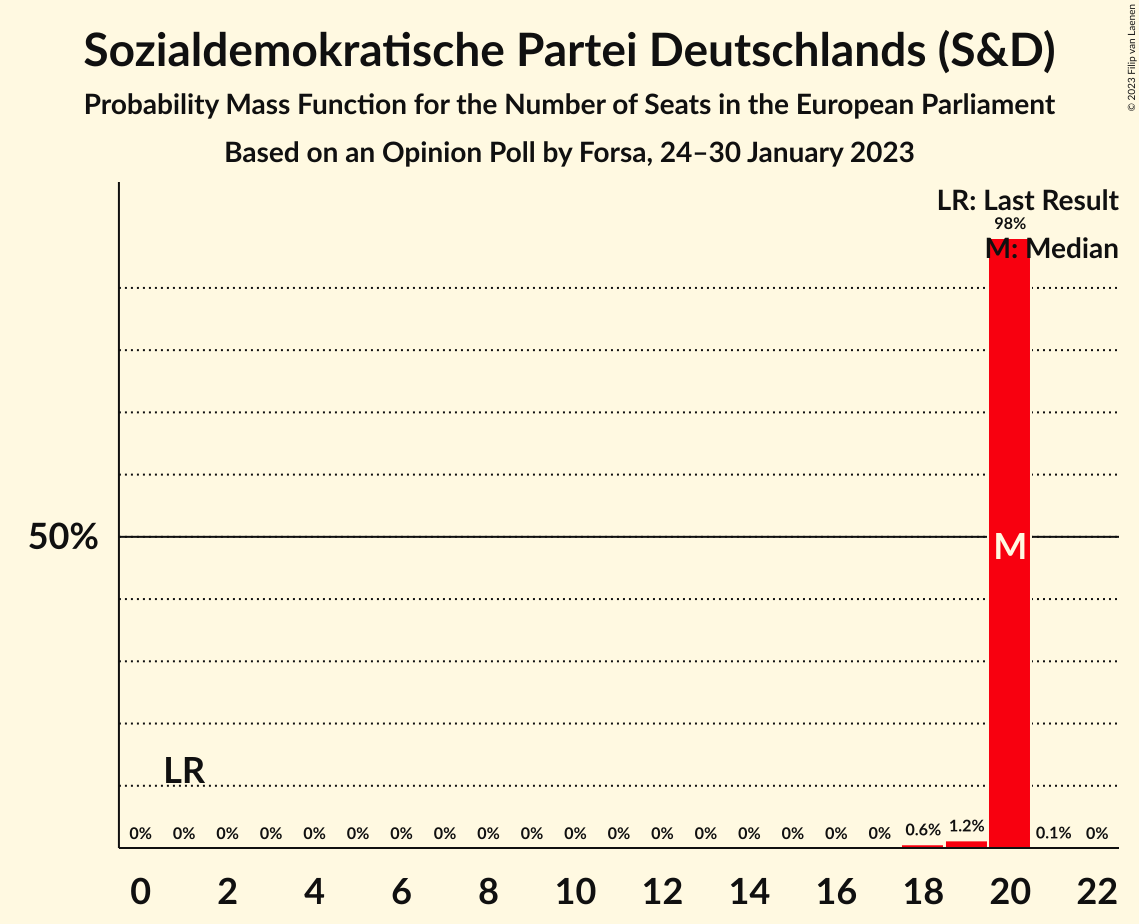 Sozialdemokratische Partei Deutschlands (S&D)
Probability Mass Function for the Number of Seats in the European Parliament
Based on an Opinion Poll by Forsa, 24–30 January 2023
© 2023 Filip van Laenen
LR: Last Result
98%
M: Median
50%
M
LR
0% 0% 0% 0% 0% 0% 0% 0% 0% 0% 0% 0% 0% 0% 0% 0% 0% 0% 0.6% 1.2% 0.1% 0%
0 2 4 6 8 10 12 14 16 18 20 22